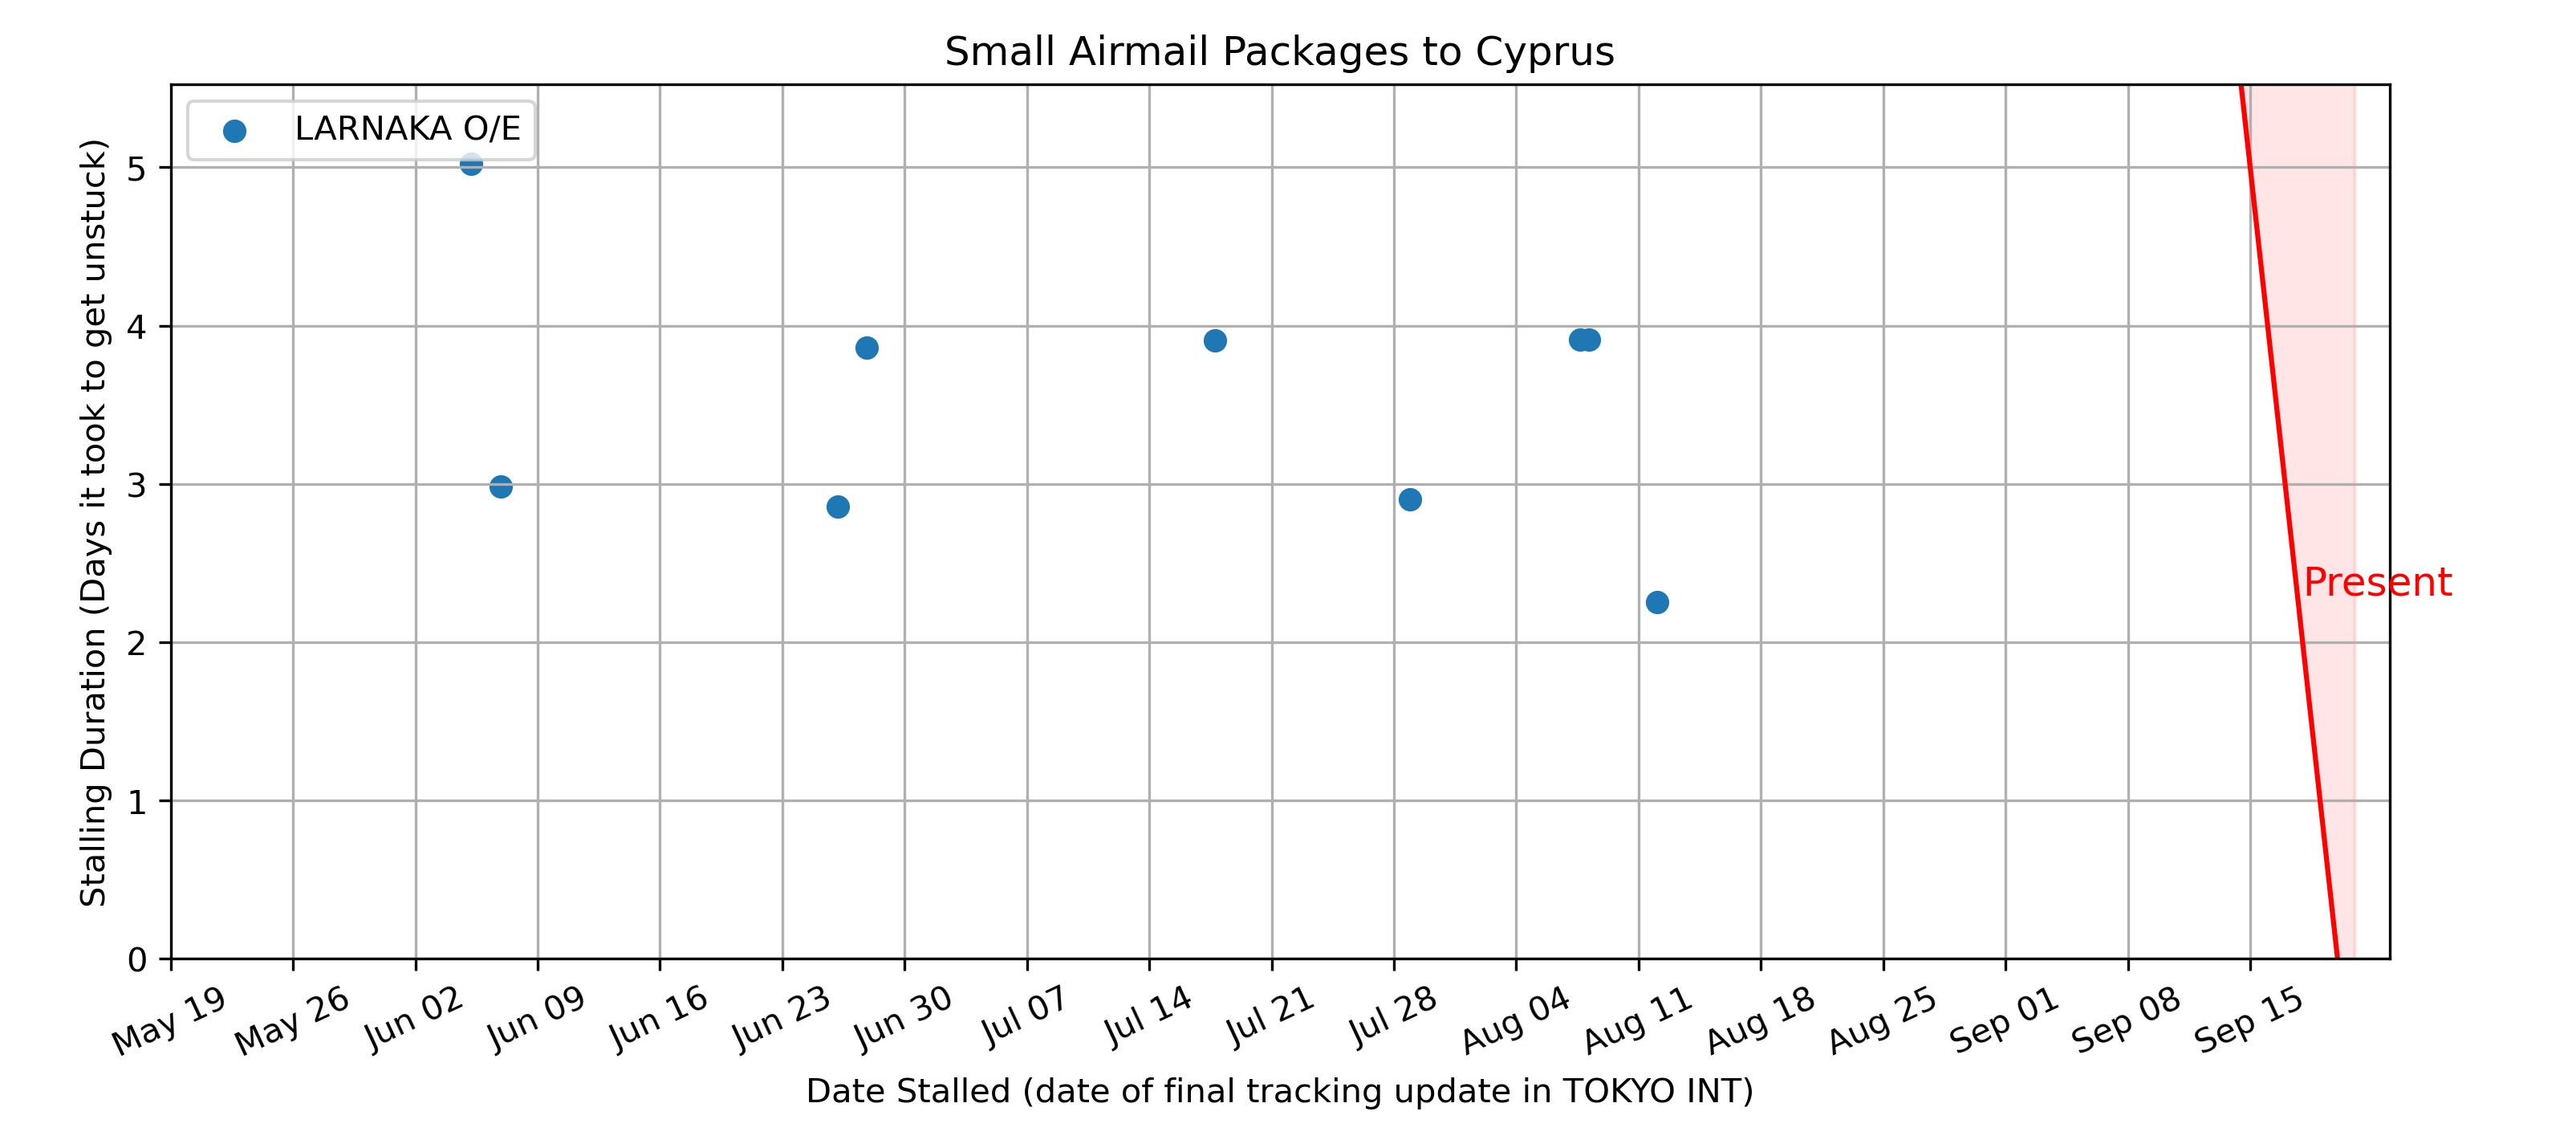 Small Airmail Packages to Cyprus
LARNAKA O/E
Stalling Duration (Days it took to get unstuck)
5
4
3
2
1
0
Present
May 19
May 26
Jun 02
Jun 09
Jun 16
Jun 23
Jun 30
Jul 07
Jul 14
Jul 21
Jul 28
Aug 04
Aug 11
Aug 18
Aug 25
Sep 01
Sep 08
Sep 15
Date Stalled (date of final tracking update in TOKYO INT)